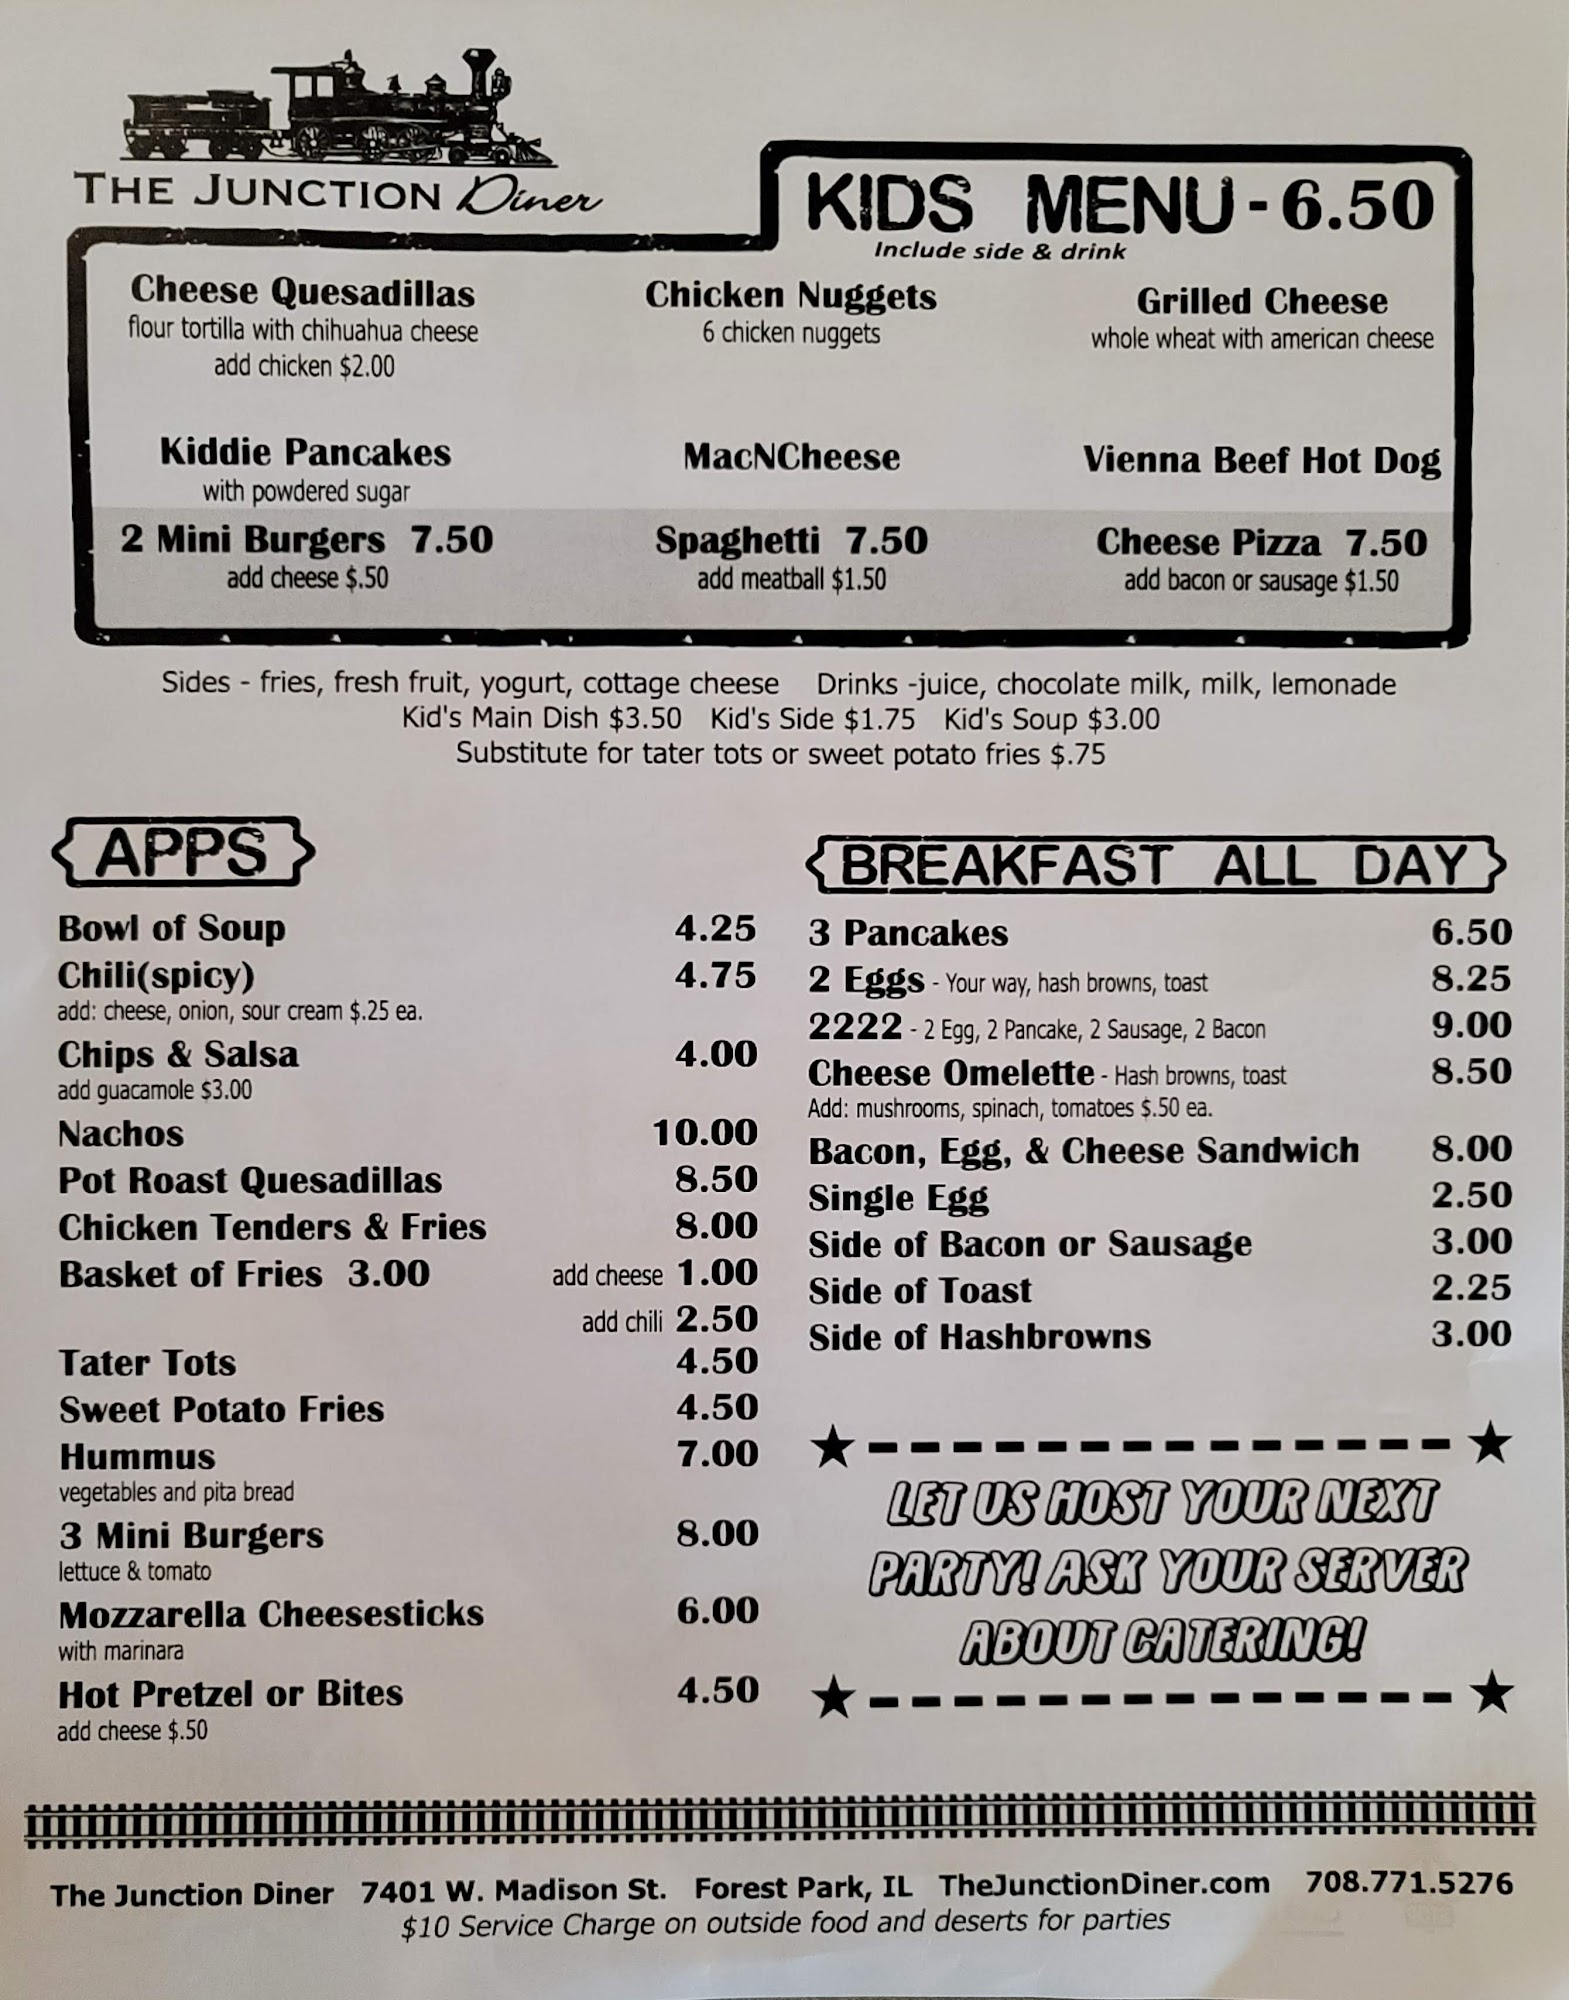 THE JUNCTION Diner
KIDS MENU - 6.50
Include side & drink
Cheese Quesadillas
flour tortilla with chihuahua cheese
add chicken $2.00
Chicken Nuggets
6 chicken nuggets
Grilled Cheese
whole wheat with american cheese
Kiddie Pancakes
with powdered sugar
MacNCheese
Vienna Beef Hot Dog
2 Mini Burgers 7.50
add cheese $.50
Spaghetti 7.50
add meatball $1.50
Cheese Pizza 7.50
add bacon or sausage $1.50
Sides - fries, fresh fruit, yogurt, cottage cheese Drinks -juice, chocolate milk, milk, lemonade
Kid's Main Dish $3.50 Kid's Side $1.75 Kid's Soup $3.00
Substitute for tater tots or sweet potato fries $.75
APPS
Bowl of Soup 4.25
Chili(spicy) 4.75
add: cheese, onion, sour cream $.25 ea.
Chips & Salsa 4.00
add guacamole $3.00
Nachos 10.00
Pot Roast Quesadillas 8.50
Chicken Tenders & Fries 8.00
Basket of Fries 3.00 add cheese 1.00
add chili 2.50
Tater Tots 4.50
Sweet Potato Fries 4.50
Hummus 7.00
vegetables and pita bread
3 Mini Burgers 8.00
lettuce & tomato
Mozzarella Cheesesticks 6.00
with marinara
Hot Pretzel or Bites 4.50
add cheese $.50
BREAKFAST ALL DAY
3 Pancakes 6.50
2 Eggs - Your way, hash browns, toast 8.25
2222 - 2 Egg, 2 Pancake, 2 Sausage, 2 Bacon 9.00
Cheese Omelette - Hash browns, toast 8.50
Add: mushrooms, spinach, tomatoes $.50 ea.
Bacon, Egg, & Cheese Sandwich 8.00
Single Egg 2.50
Side of Bacon or Sausage 3.00
Side of Toast 2.25
Side of Hashbrowns 3.00
LET US HOST YOUR NEXT
PARTY! ASK YOUR SERVER
ABOUT CATERING!
The Junction Diner 7401 W. Madison St. Forest Park, IL TheJunctionDiner.com 708.771.5276
$10 Service Charge on outside food and deserts for parties